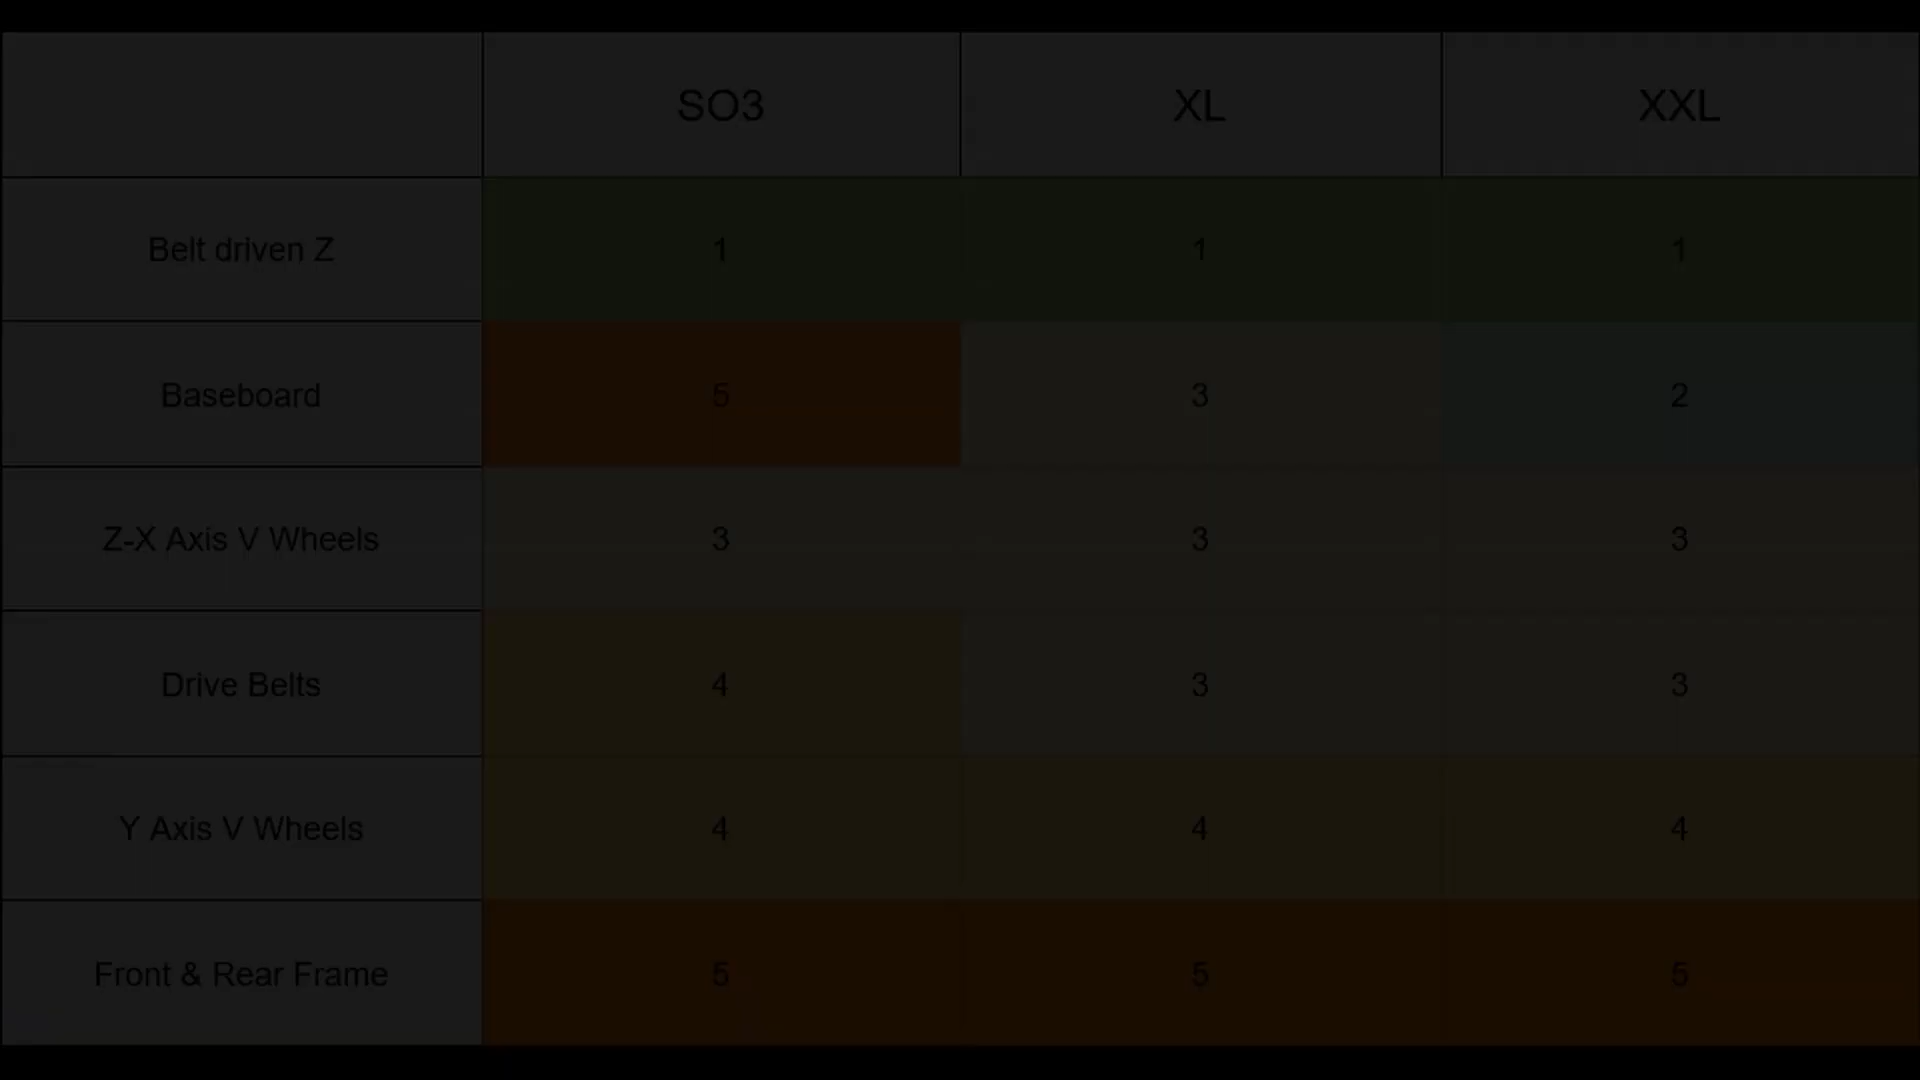 SO3 XL XXL
Belt driven Z 1 1 1
Baseboard 5 3 2
Z-X Axis V Wheels 3 3 3
Drive Belts 4 3 3
Y Axis V Wheels 4 4 4
Front & Rear Frame 5 5 5